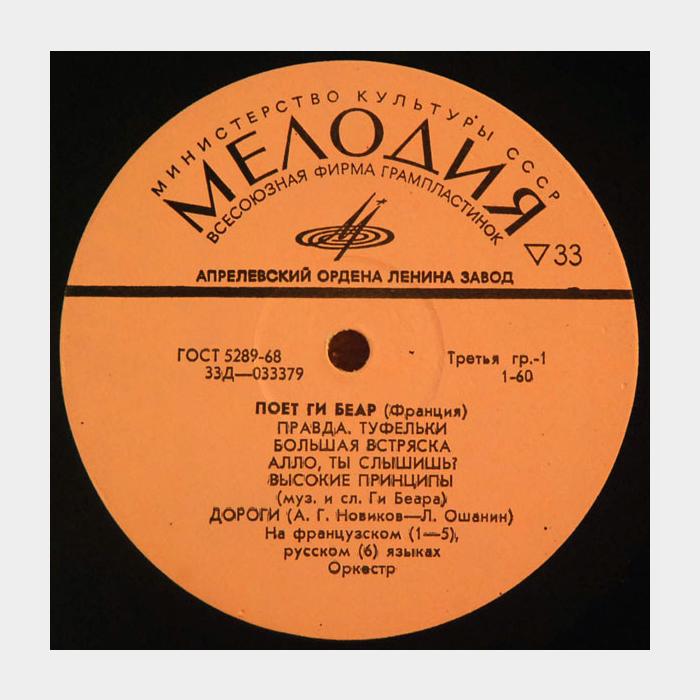 МИНИСТЕРСТВО КУЛЬТУРЫ СССР
МЕЛОДИЯ
ВСЕСОЮЗНАЯ ФИРМА ГРАМПЛАСТИНОК
▽33
АПРЕЛЕВСКИЙ ОРДЕНА ЛЕНИНА ЗАВОД
ГОСТ 5289-68
Третья гр.-1
33Д—033379
1-60
ПОЕТ ГИ БЕАР (Франция)
ПРАВДА. ТУФЕЛЬКИ
БОЛЬШАЯ ВСТРЯСКА
АЛЛО, ТЫ СЛЫШИШЬ?
ВЫСОКИЕ ПРИНЦИПЫ
(муз. и сл. Ги Беара)
ДОРОГИ (А. Г. Новиков—Л. Ошанин)
На французском (1—5),
русском (6) языках
Оркестр